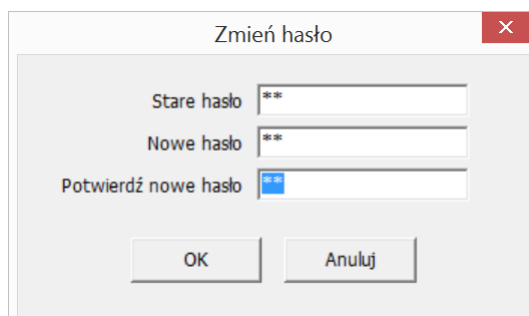 Zmień hasło
Stare hasło **
Nowe hasło **
Potwierdź nowe hasło **
OK Anuluj